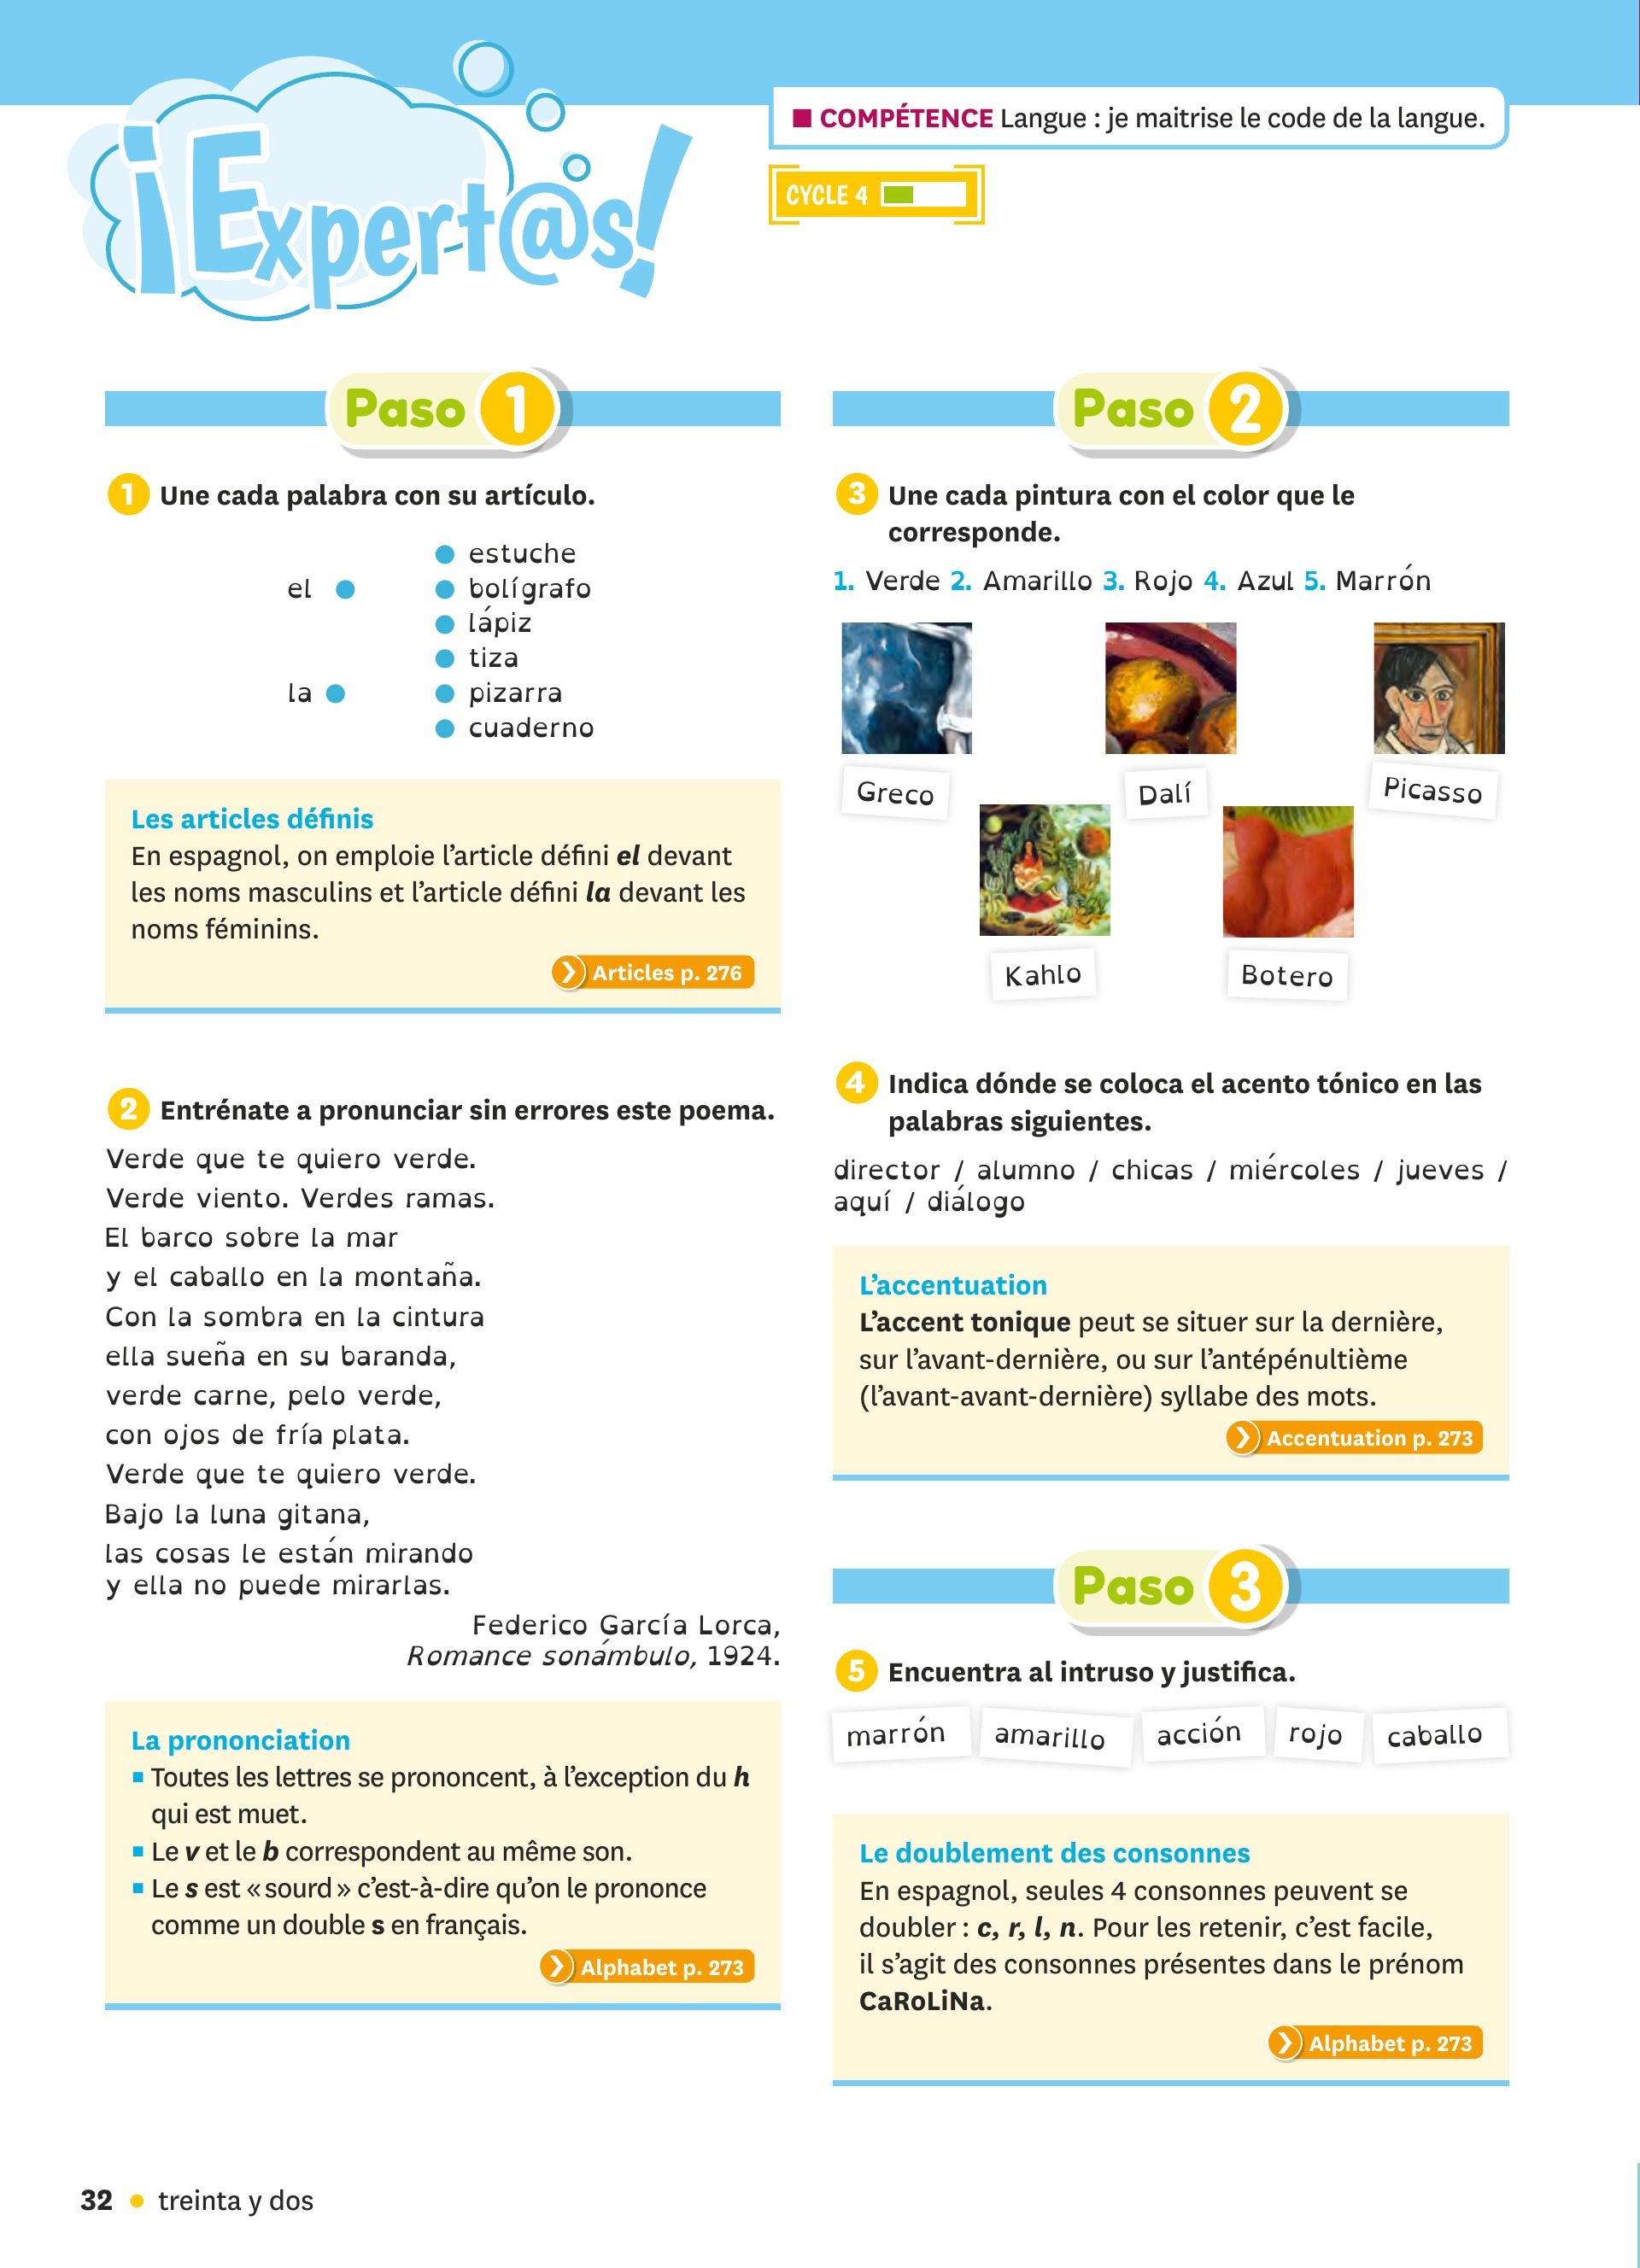 ¡Expert@s!
■ COMPÉTENCE Langue : je maitrise le code de la langue.
CYCLE 4
Paso 1
1 Une cada palabra con su artículo.
estuche
el
bolígrafo
lápiz
tiza
la
pizarra
cuaderno
Les articles définis
En espagnol, on emploie l'article défini el devant
les noms masculins et l'article défini la devant les
noms féminins.
Articles p. 276
2 Entrénate a pronunciar sin errores este poema.
Verde que te quiero verde.
Verde viento. Verdes ramas.
El barco sobre la mar
y el caballo en la montaña.
Con la sombra en la cintura
ella sueña en su baranda,
verde carne, pelo verde,
con ojos de fría plata.
Verde que te quiero verde.
Bajo la luna gitana,
las cosas le están mirando
y ella no puede mirarlas.
Federico García Lorca,
Romance sonámbulo, 1924.
La prononciation
▪ Toutes les lettres se prononcent, à l'exception du h
qui est muet.
▪ Le v et le b correspondent au même son.
▪ Le s est « sourd » c'est-à-dire qu'on le prononce
comme un double s en français.
Alphabet p. 273
Paso 2
3 Une cada pintura con el color que le
corresponde.
1. Verde 2. Amarillo 3. Rojo 4. Azul 5. Marrón
Greco
Dalí
Picasso
Kahlo
Botero
4 Indica dónde se coloca el acento tónico en las
palabras siguientes.
director / alumno / chicas / miércoles / jueves /
aquí / diálogo
L'accentuation
L'accent tonique peut se situer sur la dernière,
sur l'avant-dernière, ou sur l'antépénultième
(l'avant-avant-dernière) syllabe des mots.
Accentuation p. 273
Paso 3
5 Encuentra al intruso y justifica.
marrón amarillo acción rojo caballo
Le doublement des consonnes
En espagnol, seules 4 consonnes peuvent se
doubler : c, r, l, n. Pour les retenir, c'est facile,
il s'agit des consonnes présentes dans le prénom
CaRoLiNa.
Alphabet p. 273
32 • treinta y dos